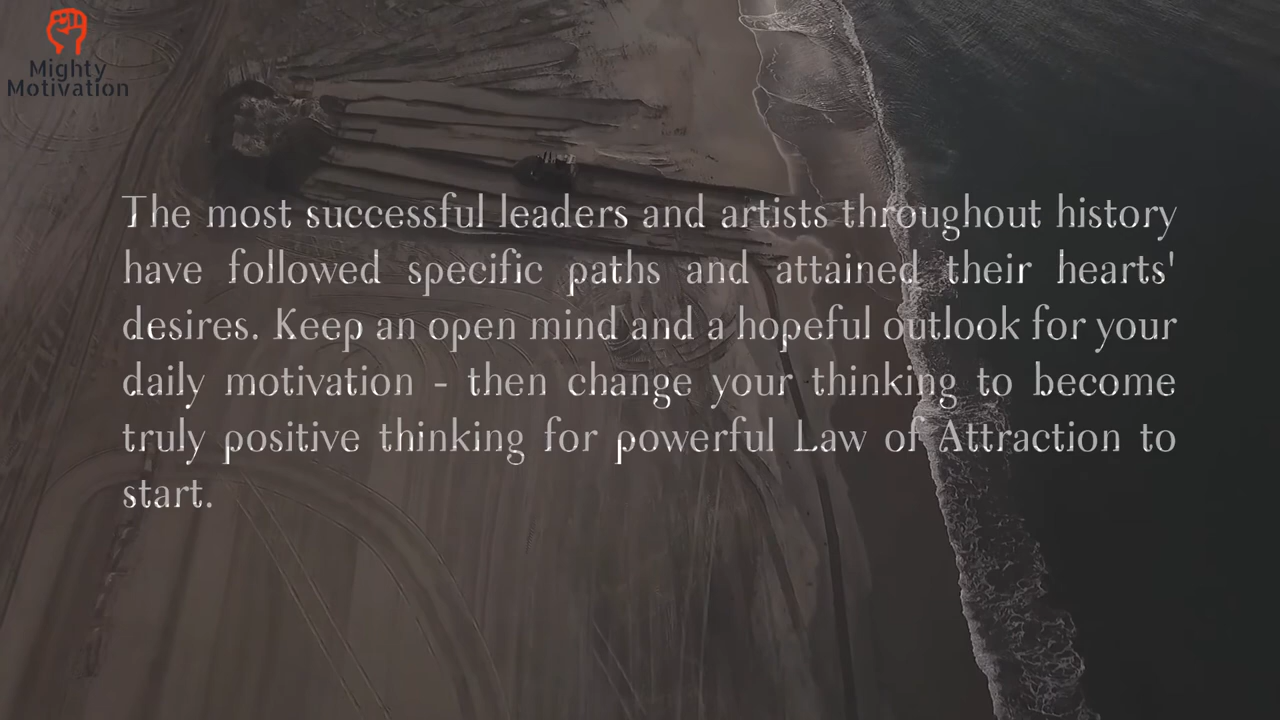 Mighty
Motivation
The most successful leaders and artists throughout history
have followed specific paths and attained their hearts'
desires. Keep an open mind and a hopeful outlook for your
daily motivation - then change your thinking to become
truly positive thinking for powerful Law of Attraction to
start.